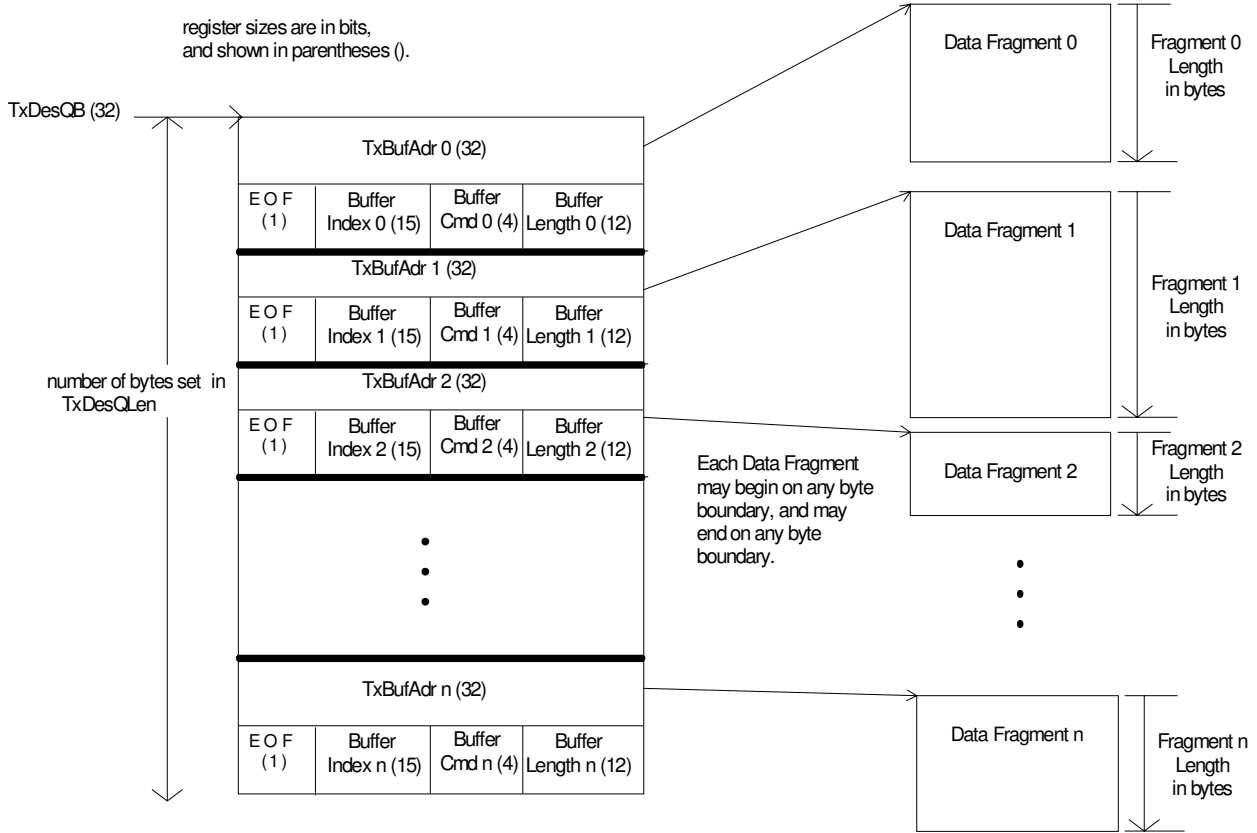 register sizes are in bits,
and shown in parentheses ().
TxDesQB (32)
number of bytes set in
TxDesQLen
TxBufAdr 0 (32)
E O F
(1)
Buffer
Index 0 (15)
Buffer
Cmd 0 (4)
Buffer
Length 0 (12)
TxBufAdr 1 (32)
E O F
(1)
Buffer
Index 1 (15)
Buffer
Cmd 1 (4)
Buffer
Length 1 (12)
TxBufAdr 2 (32)
E O F
(1)
Buffer
Index 2 (15)
Buffer
Cmd 2 (4)
Buffer
Length 2 (12)
TxBufAdr n (32)
E O F
(1)
Buffer
Index n (15)
Buffer
Cmd n (4)
Buffer
Length n (12)
Each Data Fragment
may begin on any byte
boundary, and may
end on any byte
boundary.
Data Fragment 0
Fragment 0
Length
in bytes
Data Fragment 1
Fragment 1
Length
in bytes
Data Fragment 2
Fragment 2
Length
in bytes
Data Fragment n
Fragment n
Length
in bytes